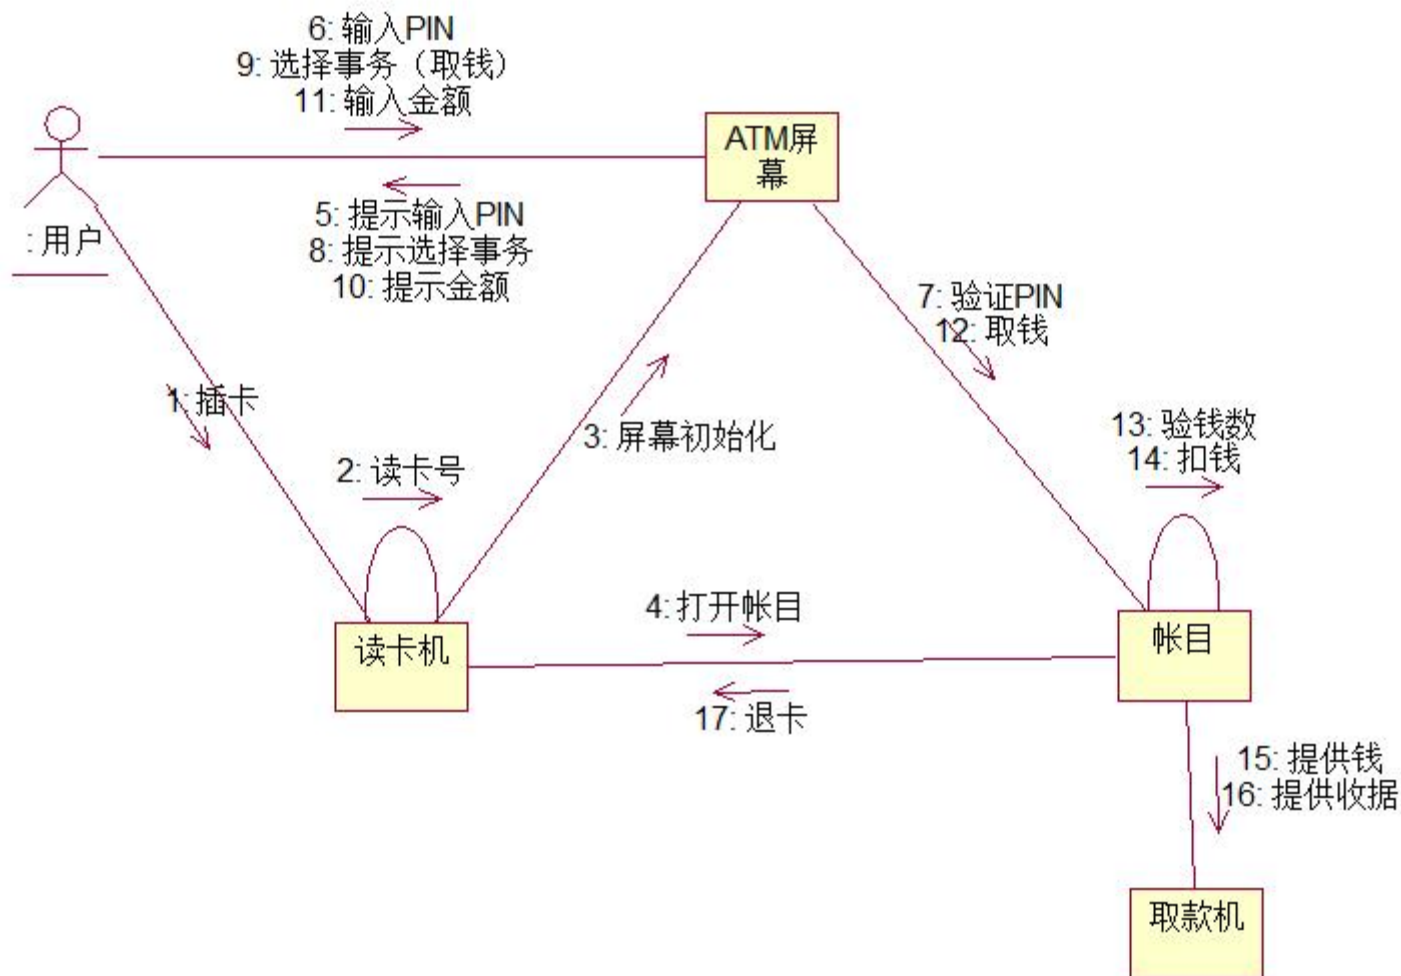 6: 输入PIN
9: 选择事务（取钱）
11: 输入金额
ATM屏
幕
5: 提示输入PIN
8: 提示选择事务
10: 提示金额
: 用户
7: 验证PIN
12: 取钱
1: 插卡
3: 屏幕初始化
2: 读卡号
13: 验钱数
14: 扣钱
4: 打开帐目
读卡机
帐目
17: 退卡
15: 提供钱
16: 提供收据
取款机